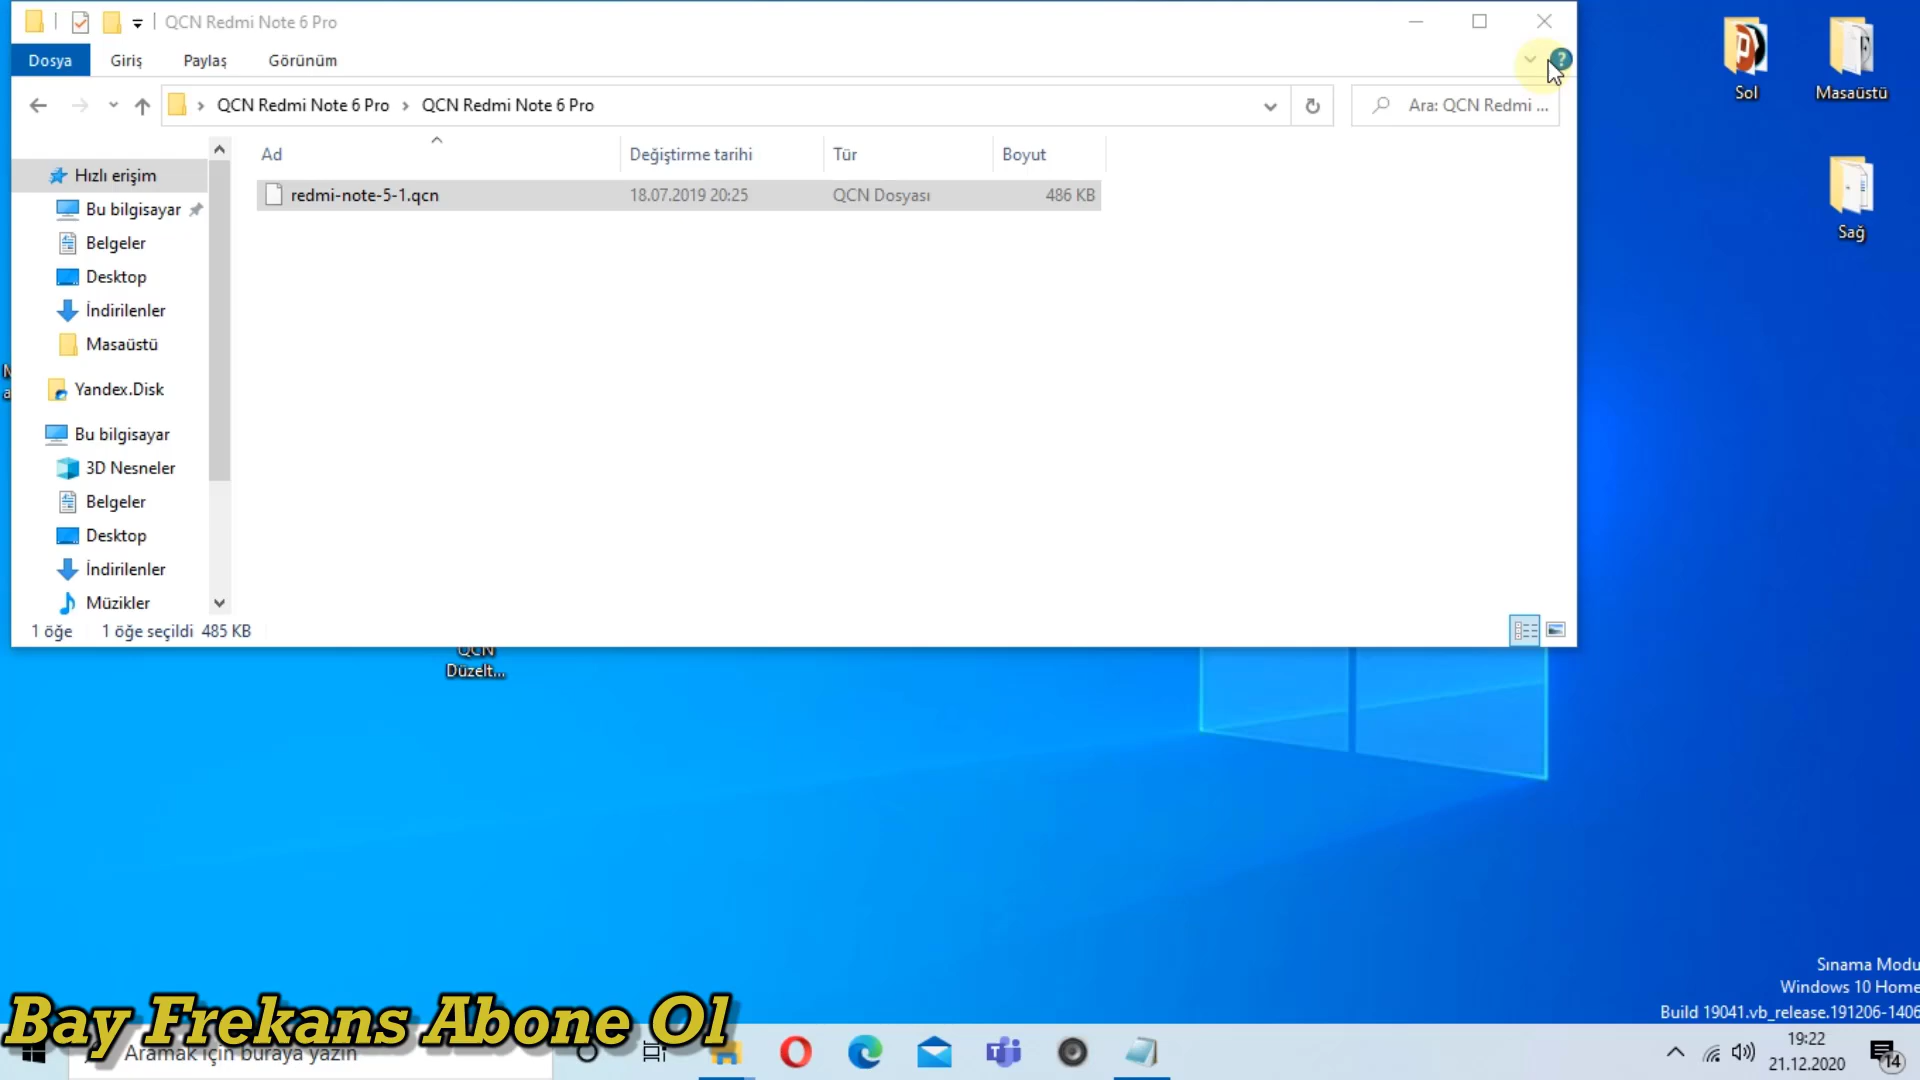 QCN Redmi Note 6 Pro
Dosya Giriş Paylaş Görünüm
QCN Redmi Note 6 Pro QCN Redmi Note 6 Pro
Ara: QCN Redmi ...
Ad Değiştirme tarihi Tür Boyut
redmi-note-5-1.qcn 18.07.2019 20:25 QCN Dosyası 486 KB
Hızlı erişim
Bu bilgisayar
Belgeler
Desktop
İndirilenler
Masaüstü
Yandex.Disk
Bu bilgisayar
3D Nesneler
Belgeler
Desktop
İndirilenler
Müzikler
1 öğe 1 öğe seçildi 485 KB
Sol
Masaüstü
Sağ
QCN
Düzelt...
Sınama Modu
Windows 10 Home
Build 19041.vb_release.191206-1406
Bay Frekans Abone Ol
Aramak için buraya yazın
19:22
21.12.2020
14